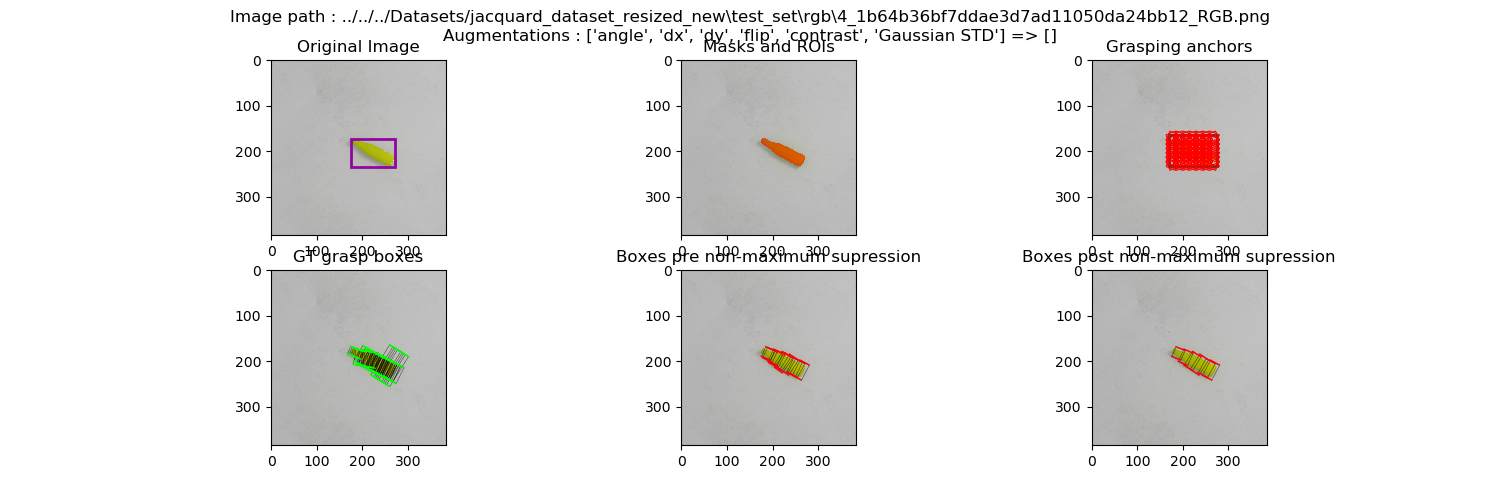 Image path : ../../../Datasets/jacquard_dataset_resized_new\test_set\rgb\4_1b64b36bf7ddae3d7ad11050da24bb12_RGB.png
Augmentations : ['angle', 'dx', 'dy', 'flip', 'contrast', 'Gaussian STD'] => []
Original Image
Masks and ROIs
Grasping anchors
0
100
200
300
0 100 200 300
0
100
200
300
0 100 200 300
0
100
200
300
0 100 200 300
GT grasp boxes
Boxes pre non-maximum supression
Boxes post non-maximum supression
0
100
200
300
0 100 200 300
0
100
200
300
0 100 200 300
0
100
200
300
0 100 200 300